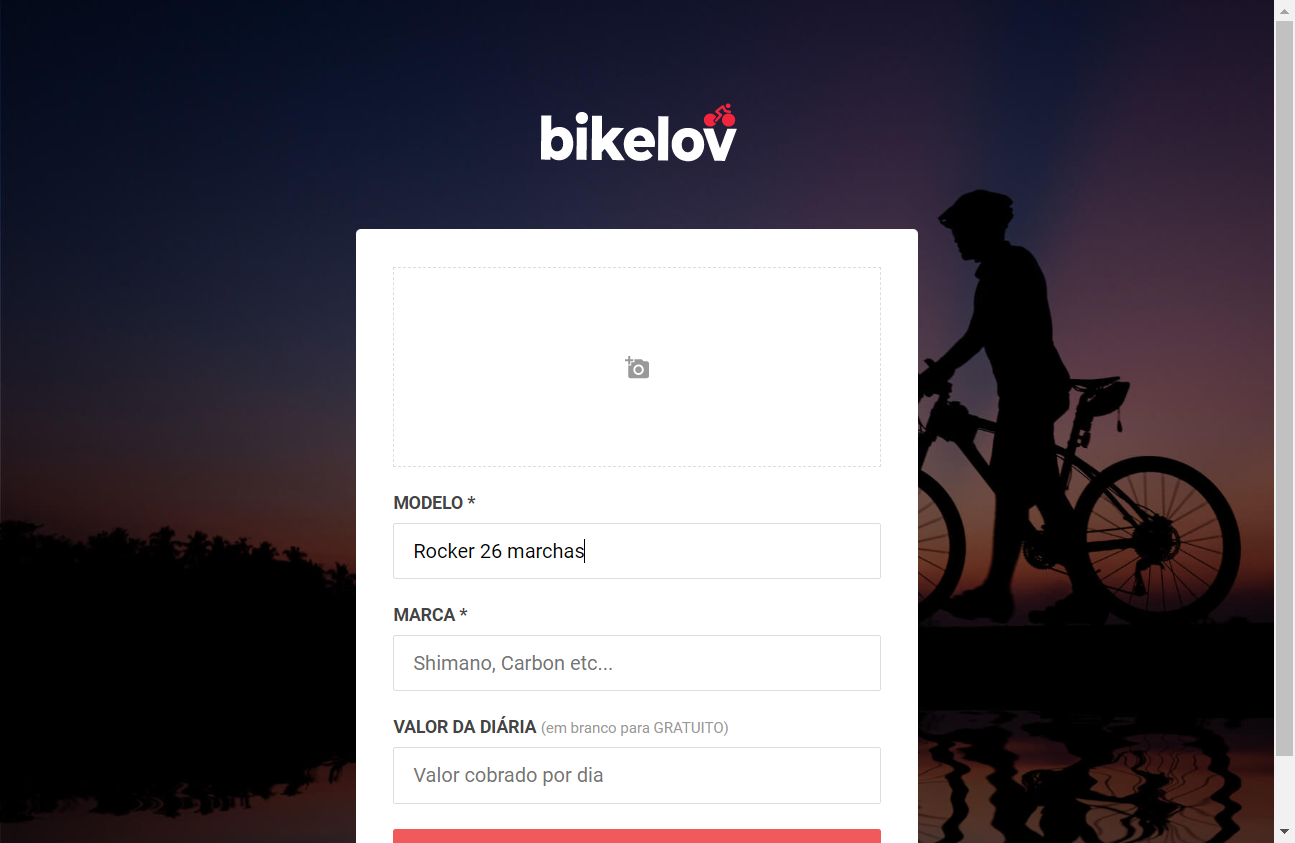 bikelov
MODELO *
Rocker 26 marchas
MARCA *
Shimano, Carbon etc...
VALOR DA DIÁRIA (em branco para GRATUITO)
Valor cobrado por dia